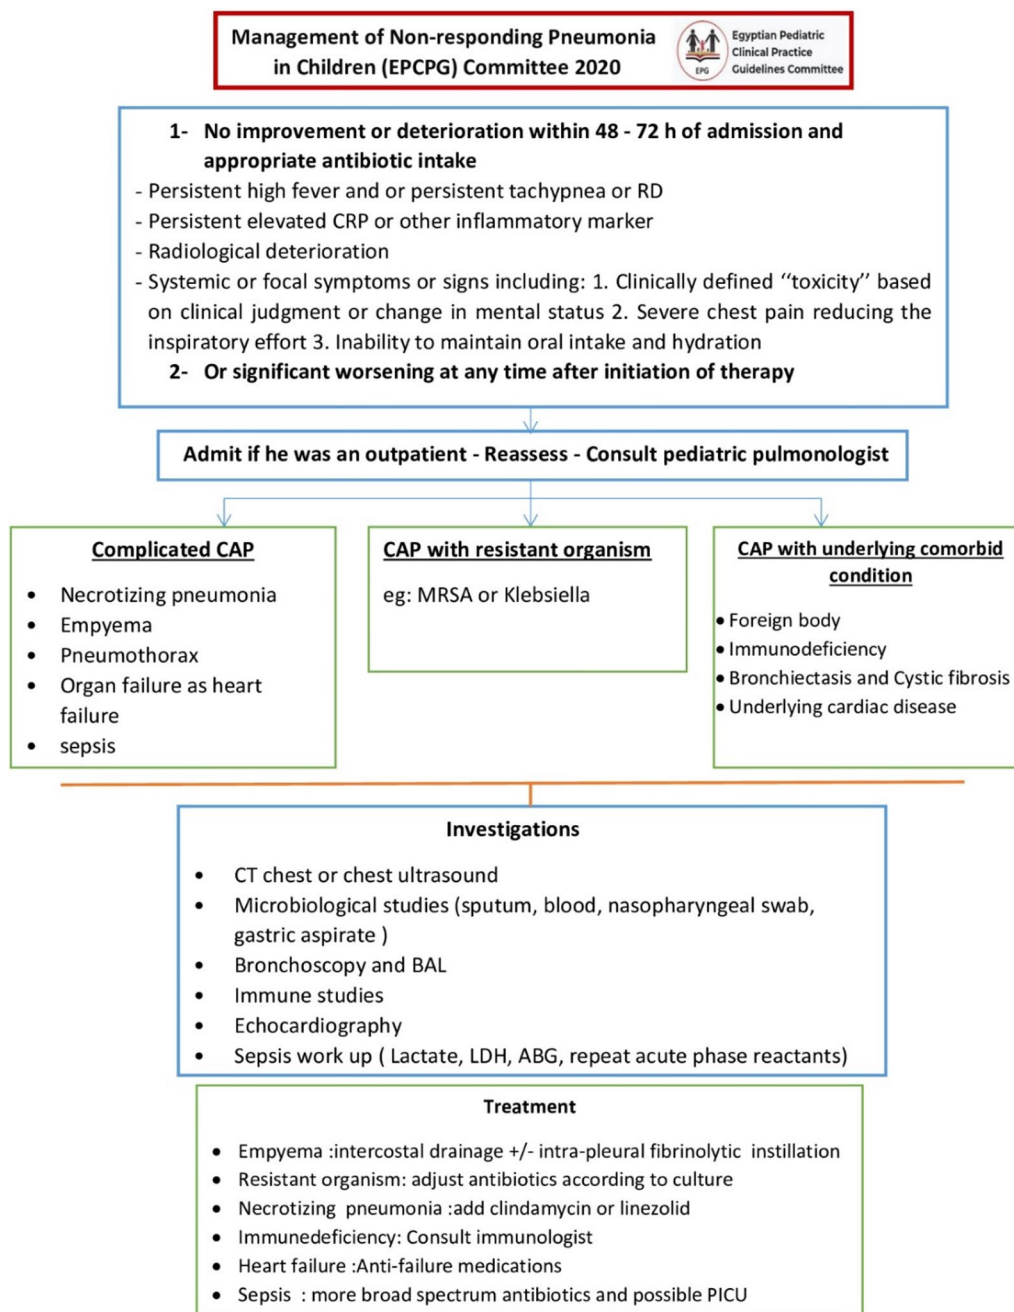 Management of Non-responding Pneumonia
in Children (EPCPG) Committee 2020
EPG
Egyptian Pediatric
Clinical Practice
Guidelines Committee
1- No improvement or deterioration within 48 - 72 h of admission and
appropriate antibiotic intake
- Persistent high fever and or persistent tachypnea or RD
- Persistent elevated CRP or other inflammatory marker
- Radiological deterioration
- Systemic or focal symptoms or signs including: 1. Clinically defined ‘‘toxicity’’ based
on clinical judgment or change in mental status 2. Severe chest pain reducing the
inspiratory effort 3. Inability to maintain oral intake and hydration
2- Or significant worsening at any time after initiation of therapy
Admit if he was an outpatient - Reassess - Consult pediatric pulmonologist
Complicated CAP
• Necrotizing pneumonia
• Empyema
• Pneumothorax
• Organ failure as heart
failure
• sepsis
CAP with resistant organism
eg: MRSA or Klebsiella
CAP with underlying comorbid
condition
• Foreign body
• Immunodeficiency
• Bronchiectasis and Cystic fibrosis
• Underlying cardiac disease
Investigations
• CT chest or chest ultrasound
• Microbiological studies (sputum, blood, nasopharyngeal swab,
gastric aspirate )
• Bronchoscopy and BAL
• Immune studies
• Echocardiography
• Sepsis work up ( Lactate, LDH, ABG, repeat acute phase reactants)
Treatment
• Empyema :intercostal drainage +/- intra-pleural fibrinolytic instillation
• Resistant organism: adjust antibiotics according to culture
• Necrotizing pneumonia :add clindamycin or linezolid
• Immunedeficiency: Consult immunologist
• Heart failure :Anti-failure medications
• Sepsis : more broad spectrum antibiotics and possible PICU